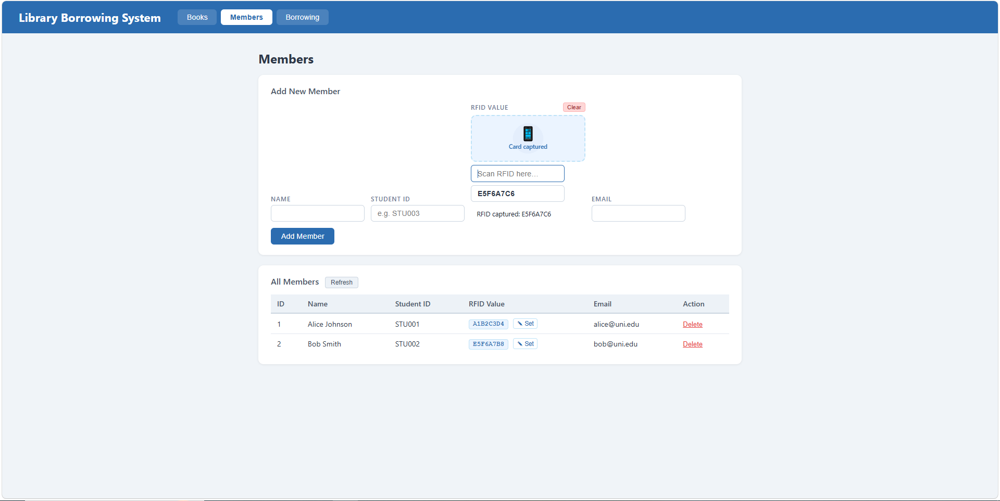 Library Borrowing System
Books
Members
Borrowing
Members
Add New Member
RFID VALUE
Clear
Card captured
Scan RFID here...
E5F6A7C6
RFID captured: E5F6A7C6
NAME
STUDENT ID
e.g. STU003
EMAIL
Add Member
All Members
Refresh
ID Name Student ID RFID Value Email Action
1 Alice Johnson STU001 A1B2C3D4 Set alice@uni.edu Delete
2 Bob Smith STU002 E5F6A7B8 Set bob@uni.edu Delete